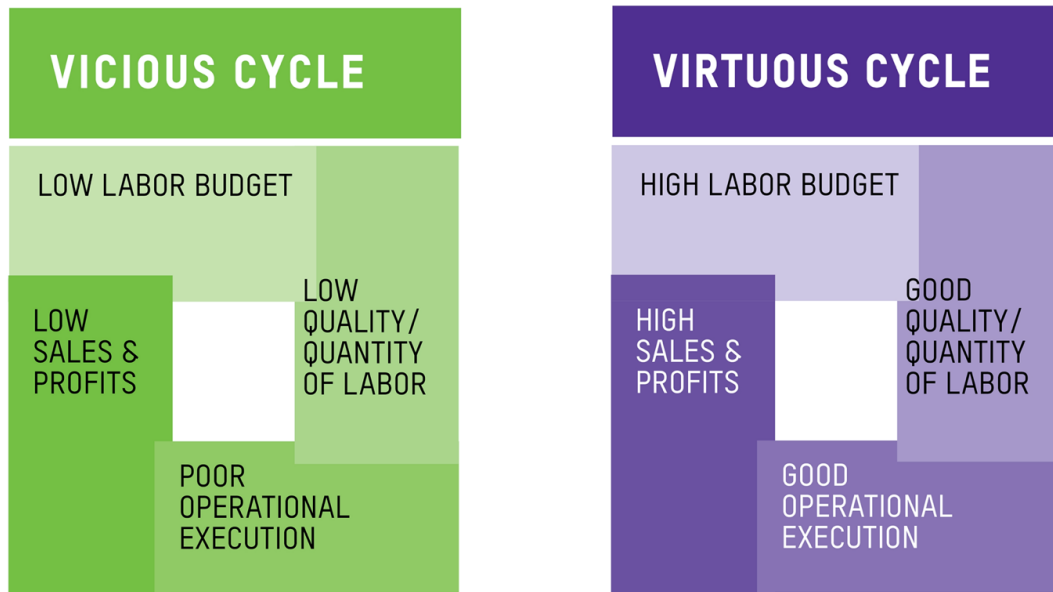 VICIOUS CYCLE
LOW LABOR BUDGET
LOW
QUALITY/
QUANTITY
OF LABOR
POOR
OPERATIONAL
EXECUTION
LOW
SALES &
PROFITS
VIRTUOUS CYCLE
HIGH LABOR BUDGET
GOOD
QUALITY/
QUANTITY
OF LABOR
GOOD
OPERATIONAL
EXECUTION
HIGH
SALES &
PROFITS